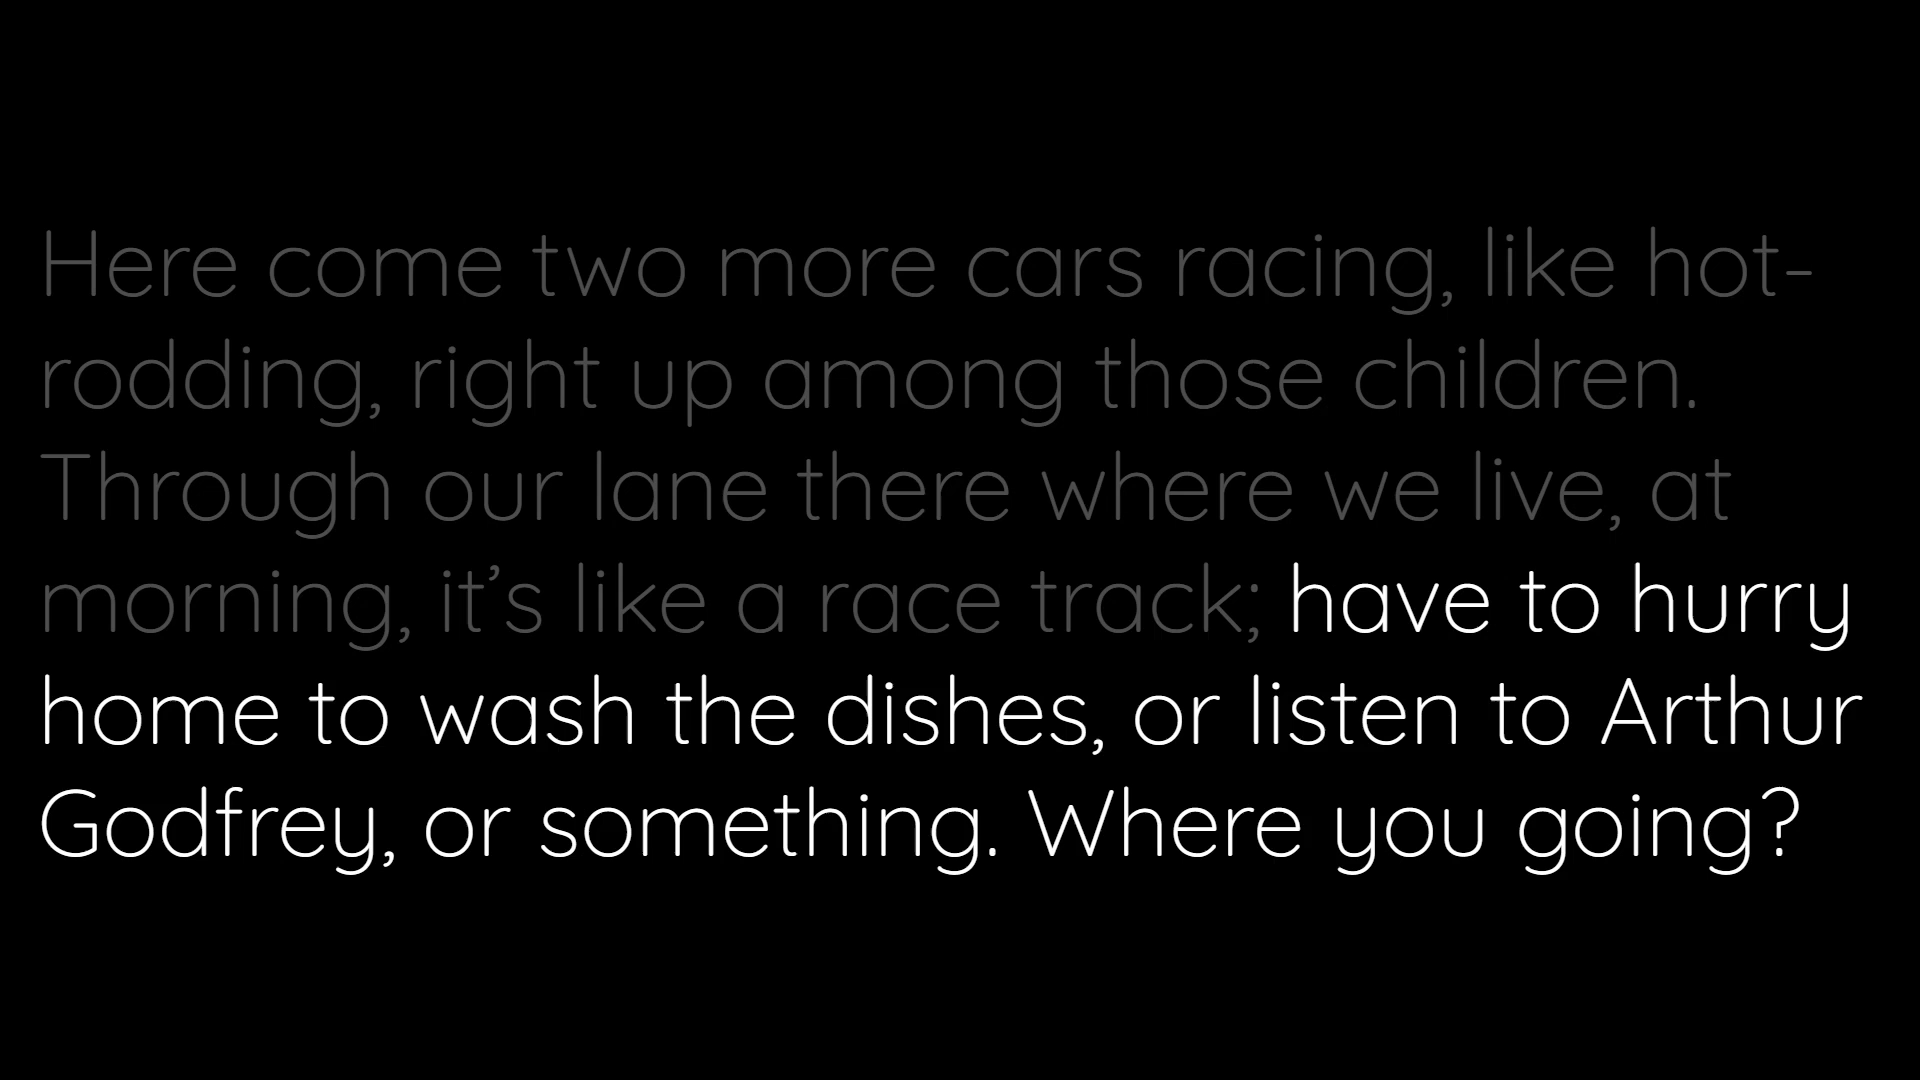 Here come two more cars racing, like hot-
rodding, right up among those children.
Through our lane there where we live, at
morning, it’s like a race track; have to hurry
home to wash the dishes, or listen to Arthur
Godfrey, or something. Where you going?